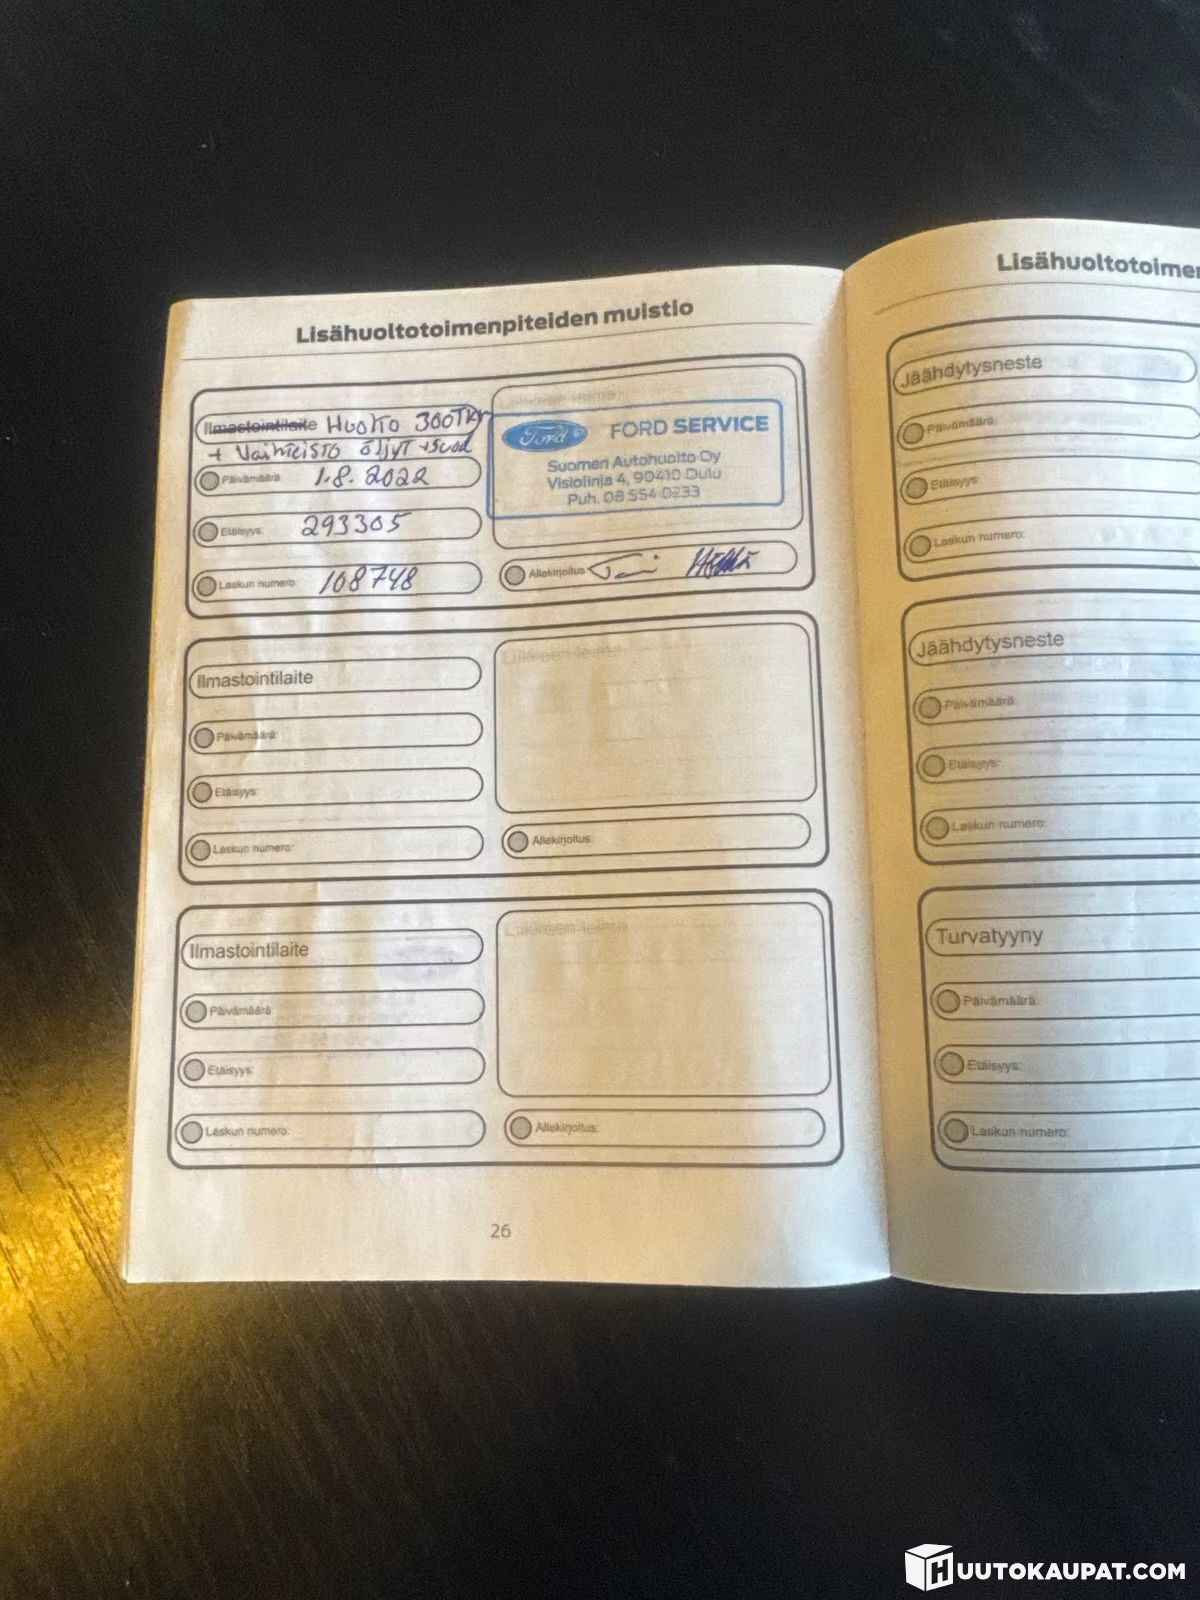 Lisähuoltotoimenpiteiden muistio
Ilmastointilaite Huolto 300Tkm
+ Vaihteisto öljyt + suod
Päivämäärä: 1.8.2022
Etäisyys: 293305
Laskun numero: 108748
Ford
FORD SERVICE
Suomen Autohuolto Oy
Visiolinja 4, 90410 Oulu
Puh. 08 554 0233
Allekirjoitus:
Ilmastointilaite
Päivämäärä:
Etäisyys:
Laskun numero:
Allekirjoitus:
Ilmastointilaite
Päivämäärä:
Etäisyys:
Laskun numero:
Allekirjoitus:
26
Lisähuoltotoimen
Jäähdytysneste
Päivämäärä:
Etäisyys:
Laskun numero:
Jäähdytysneste
Päivämäärä:
Etäisyys:
Laskun numero:
Turvatyyny
Päivämäärä:
Etäisyys:
Laskun numero:
HUUTOKAUPAT.COM